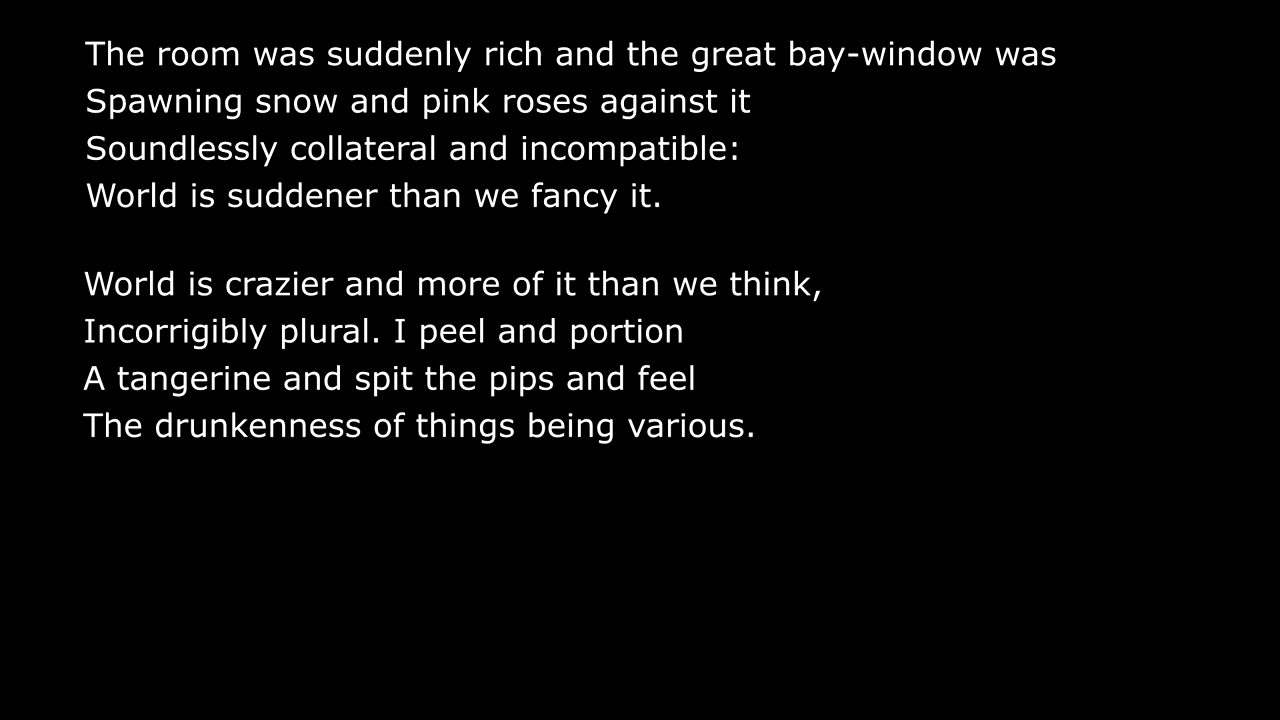 The room was suddenly rich and the great bay-window was
Spawning snow and pink roses against it
Soundlessly collateral and incompatible:
World is suddener than we fancy it.

World is crazier and more of it than we think,
Incorrigibly plural. I peel and portion
A tangerine and spit the pips and feel
The drunkenness of things being various.